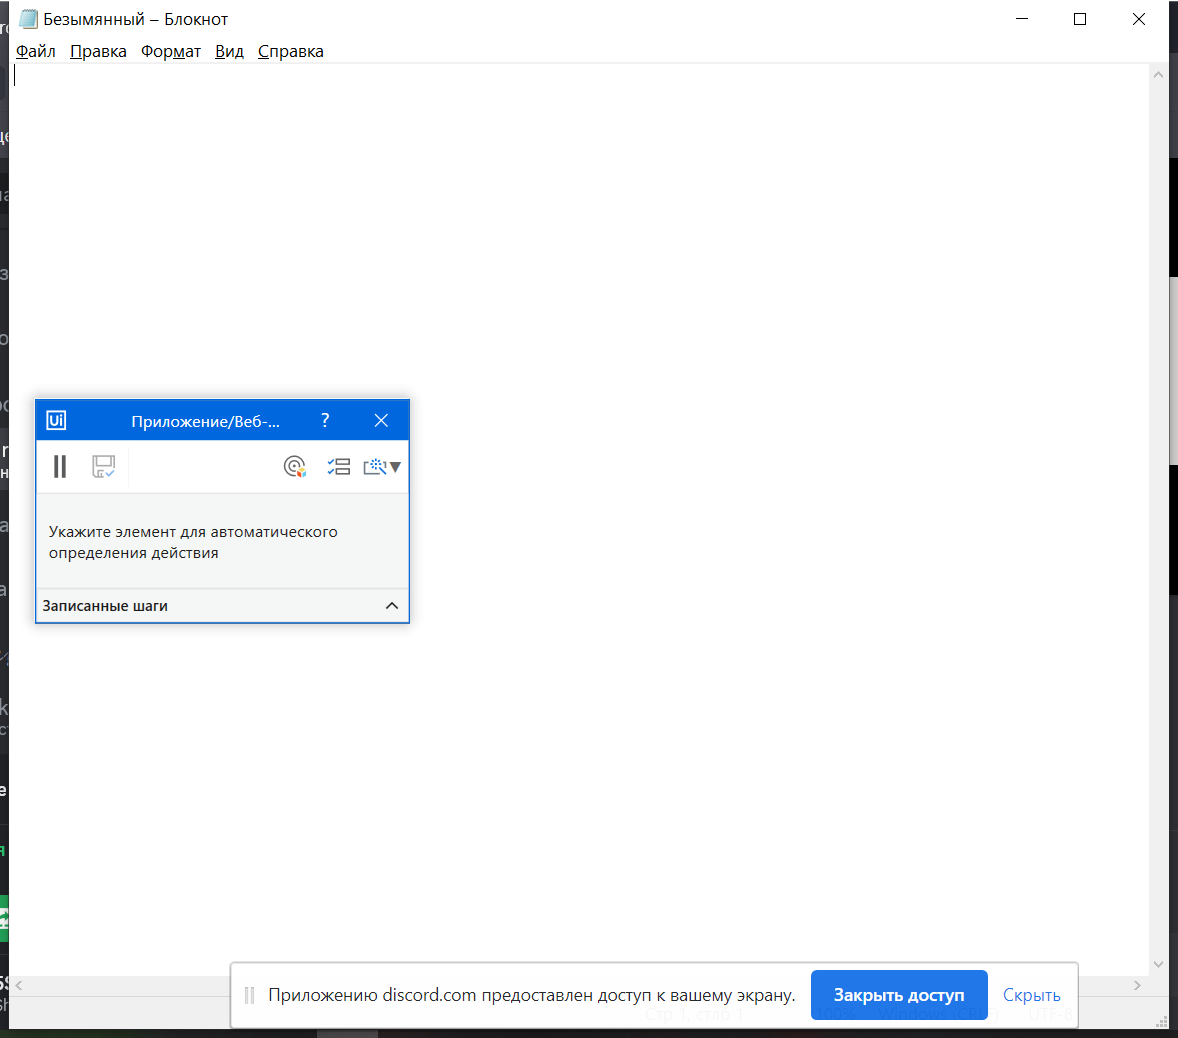 Безымянный – Блокнот
Файл Правка Формат Вид Справка
Ui Приложение/Веб-... ?
Укажите элемент для автоматического
определения действия
Записанные шаги
Приложению discord.com предоставлен доступ к вашему экрану. Закрыть доступ Скрыть
Стр 1, стлб 1 100% Windows (CRLF) UTF-8